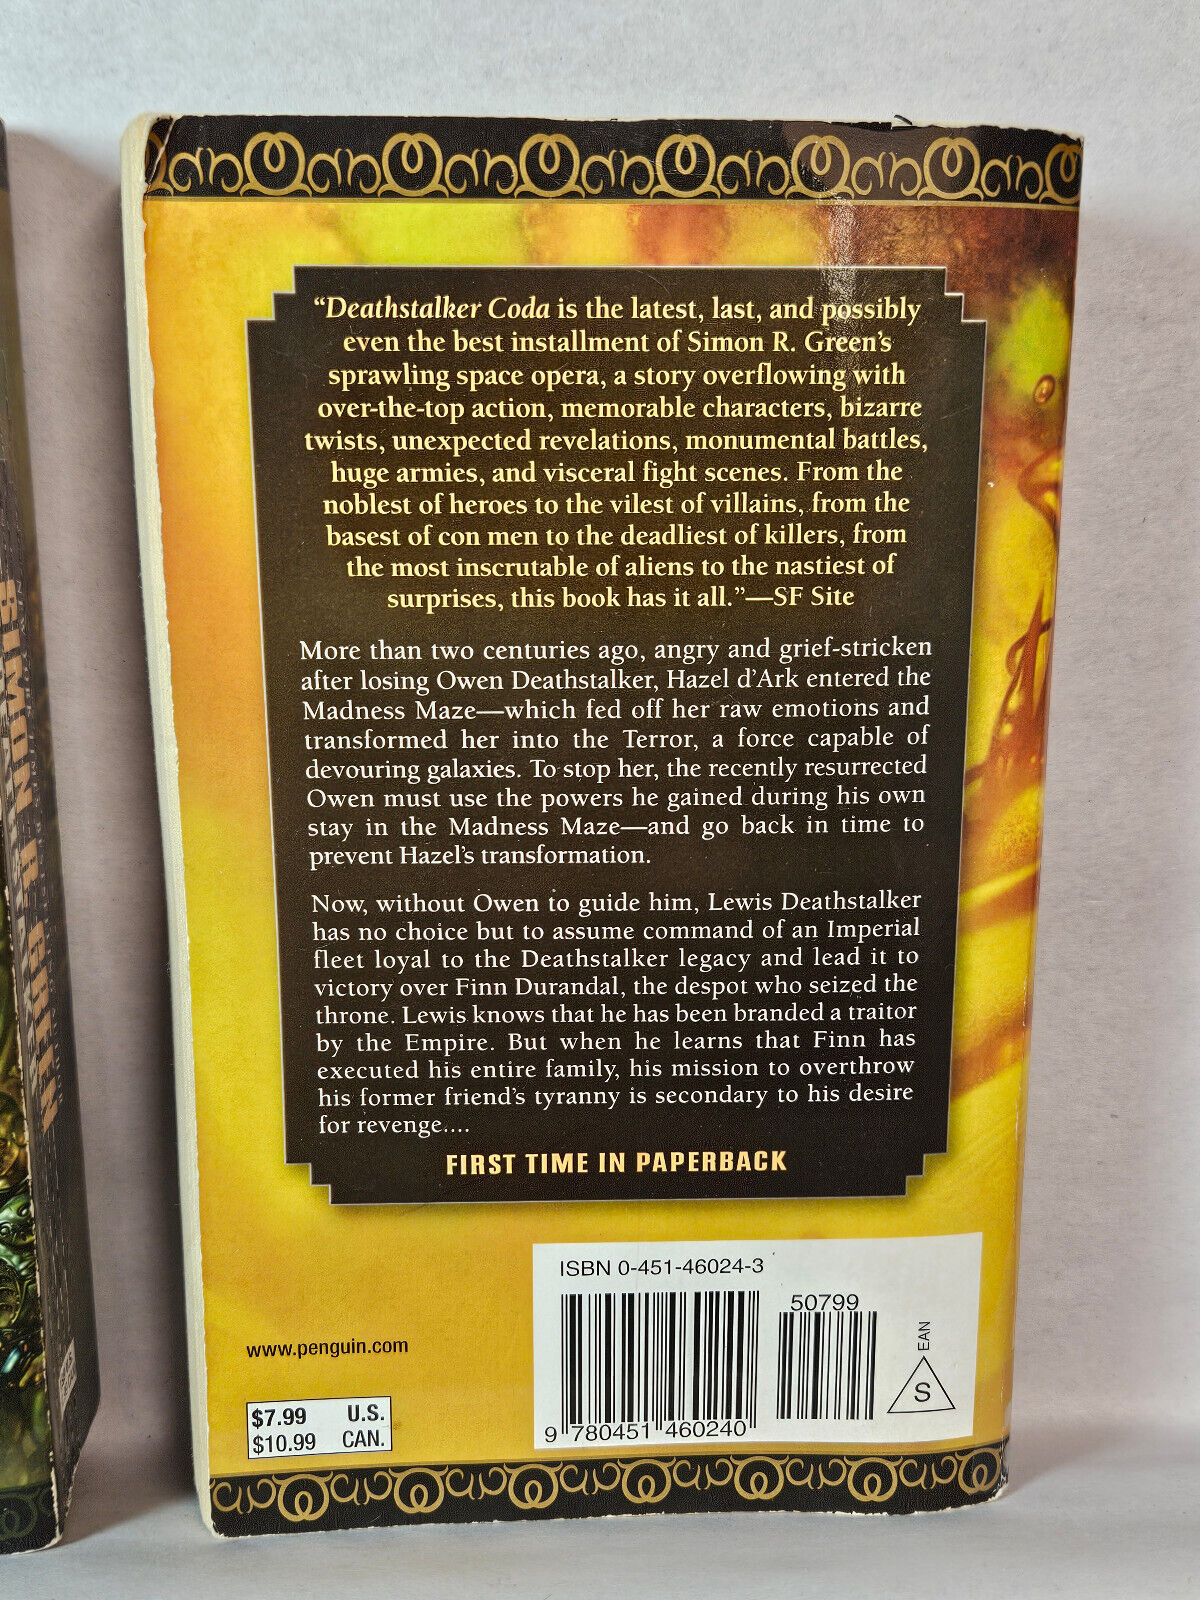 “Deathstalker Coda is the latest, last, and possibly
even the best installment of Simon R. Green’s
sprawling space opera, a story overflowing with
over-the-top action, memorable characters, bizarre
twists, unexpected revelations, monumental battles,
huge armies, and visceral fight scenes. From the
noblest of heroes to the vilest of villains, from the
basest of con men to the deadliest of killers, from
the most inscrutable of aliens to the nastiest of
surprises, this book has it all.”—SF Site
More than two centuries ago, angry and grief-stricken
after losing Owen Deathstalker, Hazel d’Ark entered the
Madness Maze—which fed off her raw emotions and
transformed her into the Terror, a force capable of
devouring galaxies. To stop her, the recently resurrected
Owen must use the powers he gained during his own
stay in the Madness Maze—and go back in time to
prevent Hazel’s transformation.
Now, without Owen to guide him, Lewis Deathstalker
has no choice but to assume command of an Imperial
fleet loyal to the Deathstalker legacy and lead it to
victory over Finn Durandal, the despot who seized the
throne. Lewis knows that he has been branded a traitor
by the Empire. But when he learns that Finn has
executed his entire family, his mission to overthrow
his former friend’s tyranny is secondary to his desire
for revenge....
FIRST TIME IN PAPERBACK
ISBN 0-451-46024-3
50799
EAN
S
9 780451 460240
www.penguin.com
$7.99 U.S.
$10.99 CAN.
SIMON R. GREEN